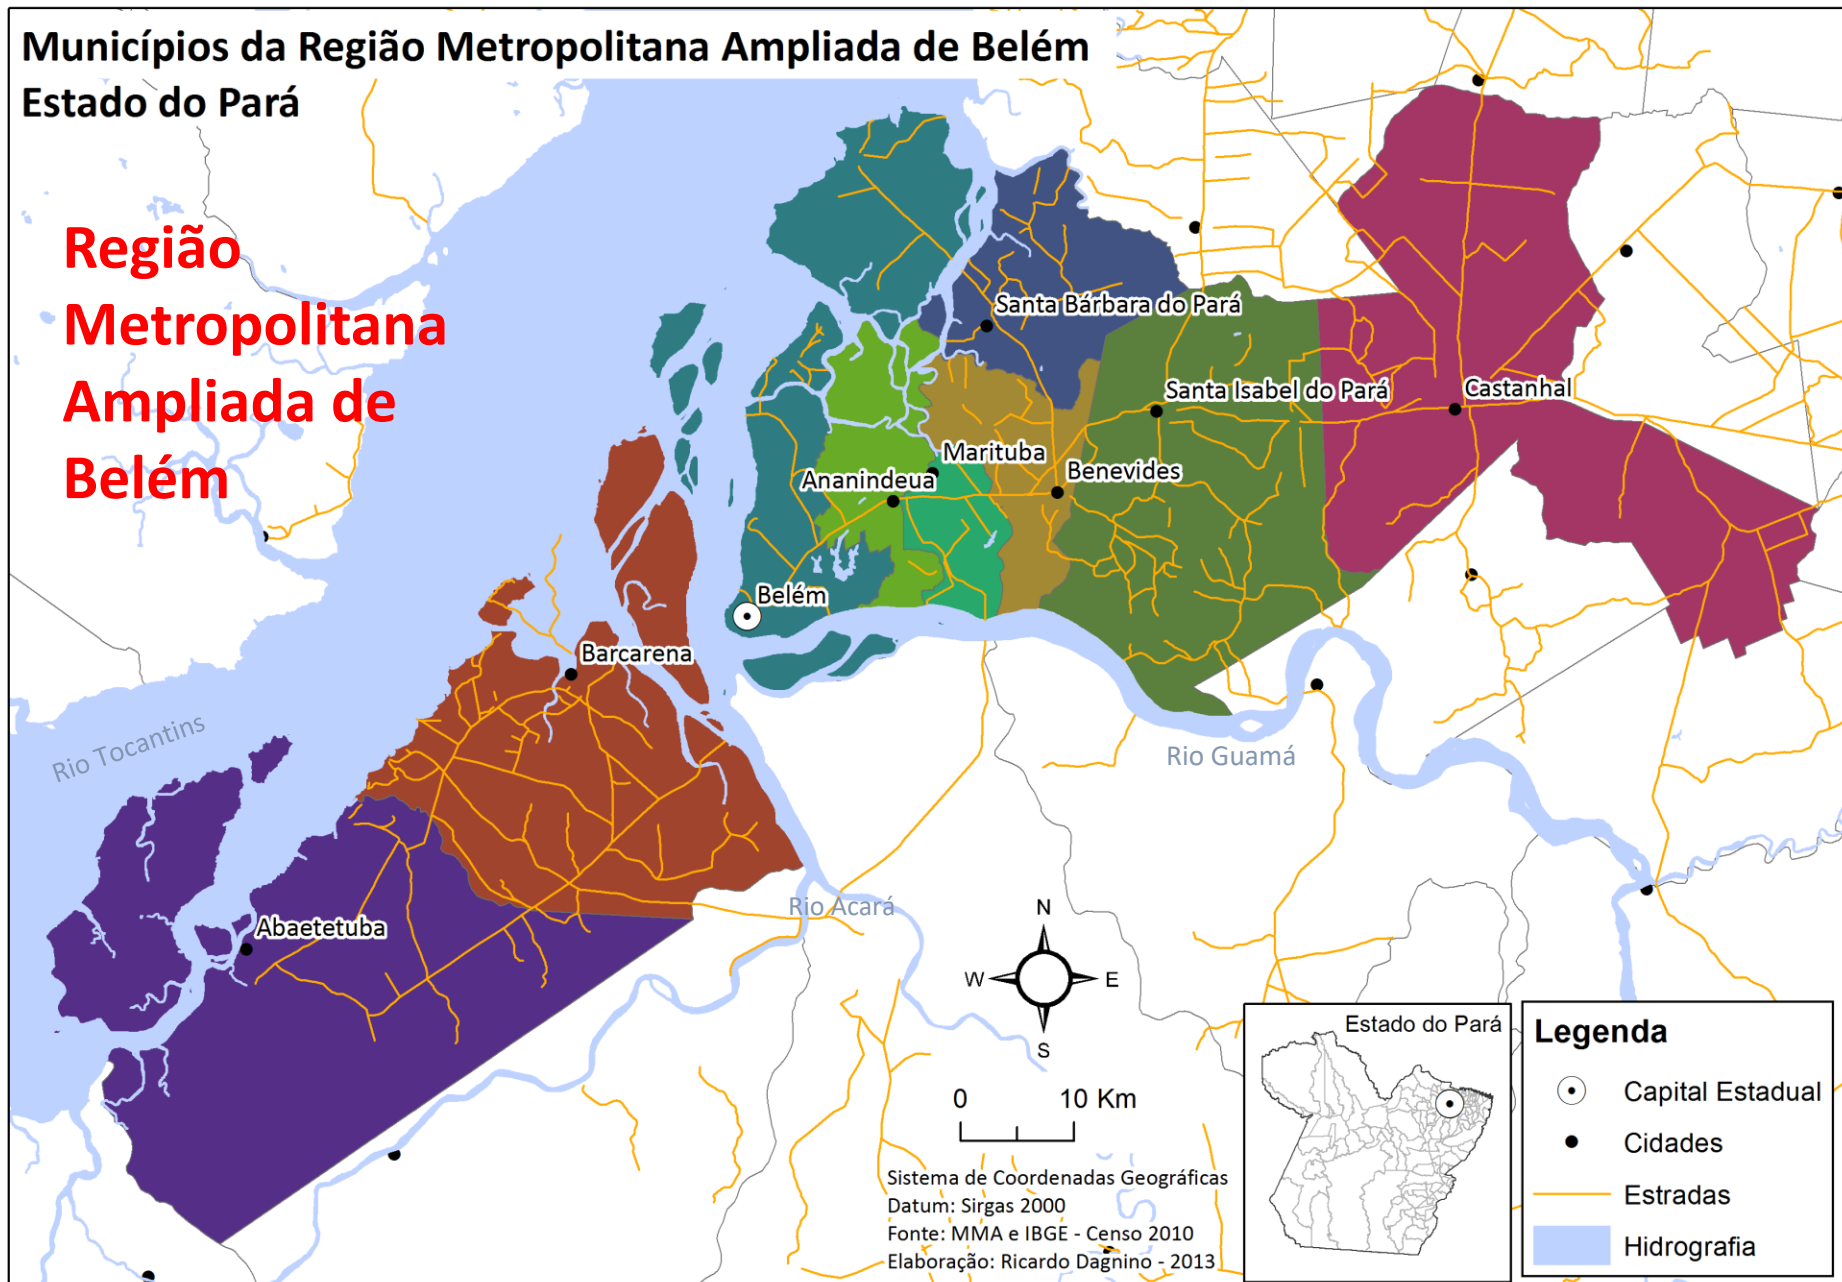 Municípios da Região Metropolitana Ampliada de Belém
Estado do Pará
Região
Metropolitana
Ampliada de
Belém
Santa Bárbara do Pará
Santa Isabel do Pará
Castanhal
Marituba
Ananindeua
Benevides
Belém
Barcarena
Rio Tocantins
Rio Guamá
Abaetetuba
Rio Acará
N
W
E
S
0
10 Km
Sistema de Coordenadas Geográficas
Datum: Sirgas 2000
Fonte: MMA e IBGE - Censo 2010
Elaboração: Ricardo Dagnino - 2013
Estado do Pará
Legenda
Capital Estadual
Cidades
Estradas
Hidrografia